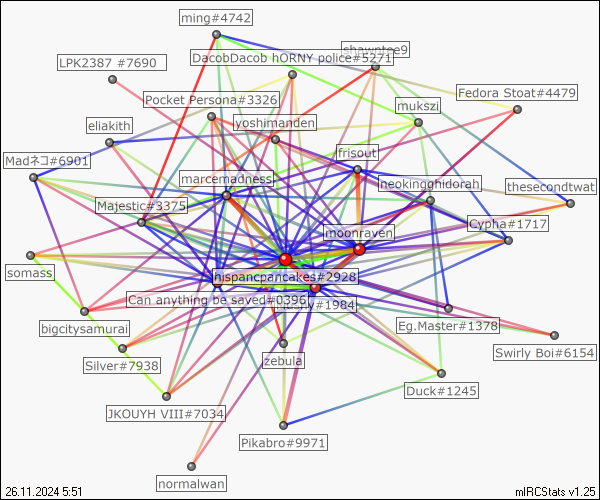 ming#4742
shawntee9
DacobDacob hORNY police#5271
LPK2387 #7690
Fedora Stoat#4479
Pocket Persona#3326
mukszi
eliakith
yoshimanden
Madネコ#6901
frisout
marcemadness
neokingghidorah
thesecondtwat
Majestic#3375
Cypha#1717
moonraven
somass
hispancpancakes#2928
Can anything be saved#0396
#1984
bigcitysamurai
Eg.Master#1378
Swirly Boi#6154
Silver#7938
zebula
Duck#1245
JKOUYH VIII#7034
Pikabro#9971
normalwan
26.11.2024 5:51
mIRCStats v1.25